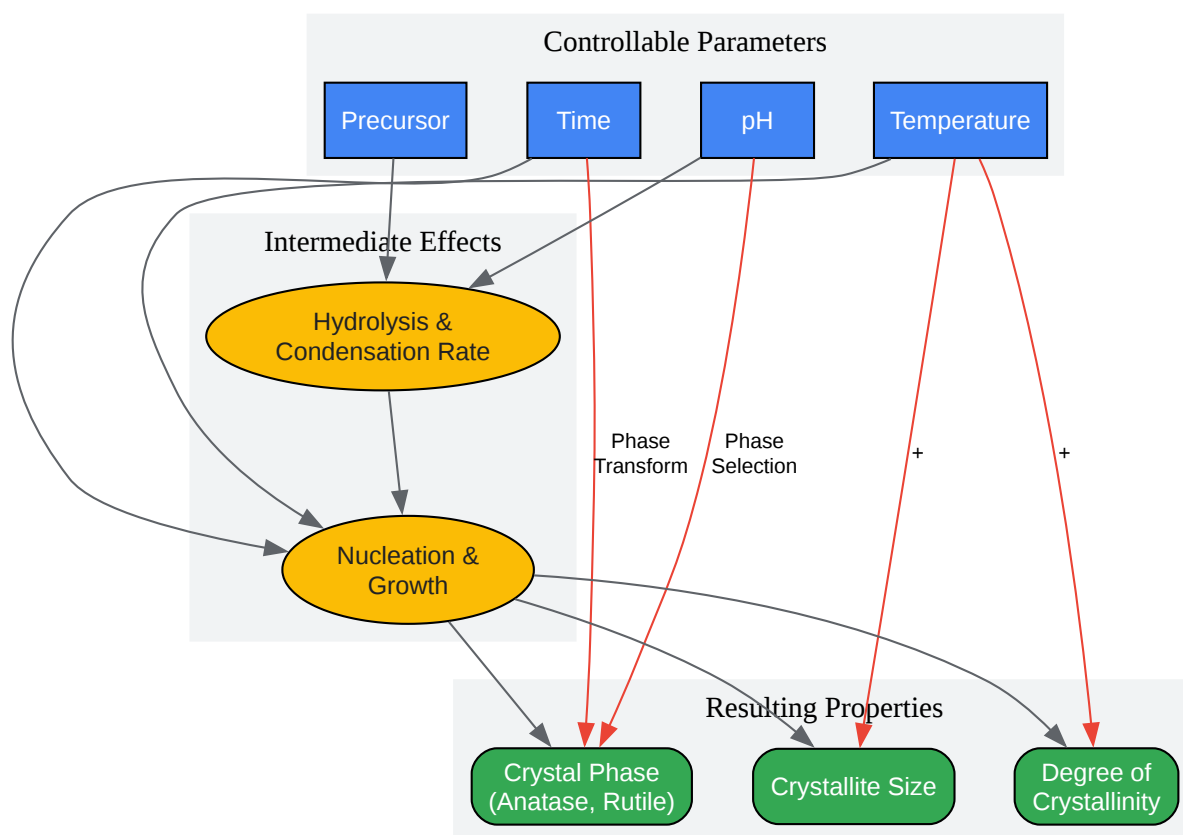 Controllable Parameters
Precursor
Time
pH
Temperature
Intermediate Effects
Hydrolysis &
Condensation Rate
Phase
Transform
Phase
Selection
+
+
Nucleation &
Growth
Resulting Properties
Crystal Phase
(Anatase, Rutile)
Crystallite Size
Degree of
Crystallinity